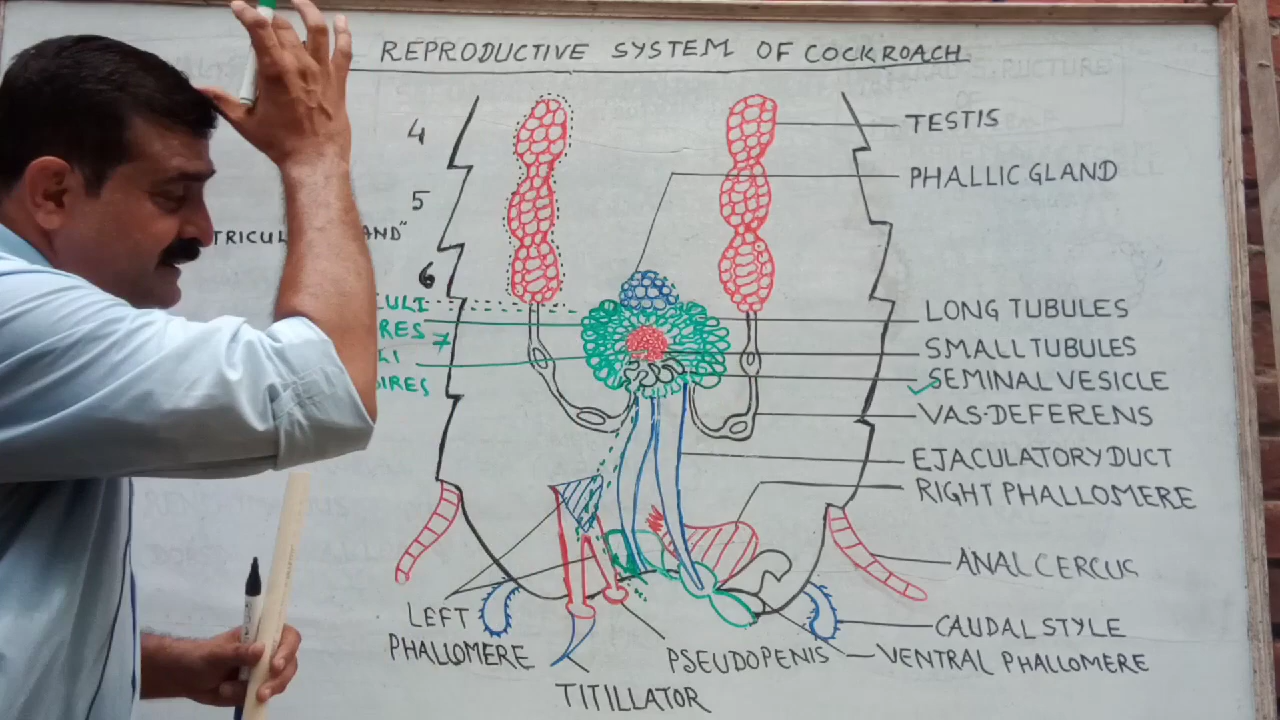 REPRODUCTIVE SYSTEM OF COCKROACH
4
TESTIS
PHALLIC GLAND
5
6
LONG TUBULES
7
SMALL TUBULES
SEMINAL VESICLE
VAS-DEFERENS
EJACULATORY DUCT
RIGHT PHALLOMERE
ANAL CERCUS
LEFT
PHALLOMERE
CAUDAL STYLE
PSEUDOPENIS
VENTRAL PHALLOMERE
TITILLATOR